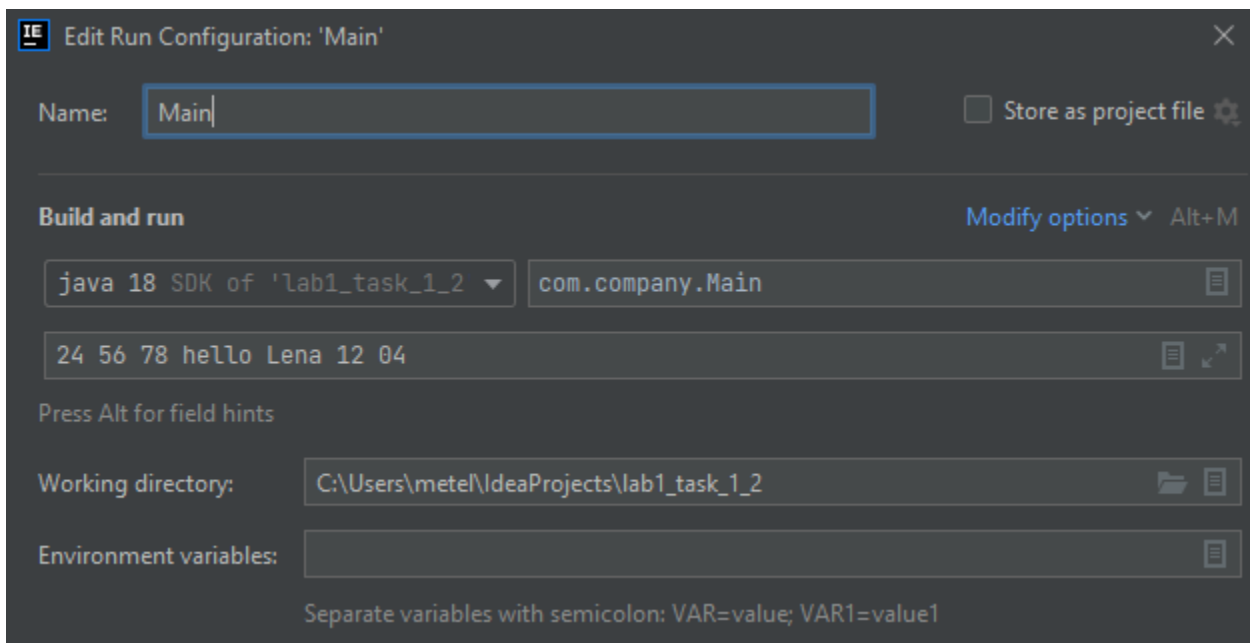 IE Edit Run Configuration: 'Main'
Name: Main Store as project file
Build and run Modify options Alt+M
java 18 SDK of 'lab1_task_1_2 com.company.Main
24 56 78 hello Lena 12 04
Press Alt for field hints
Working directory: C:\Users\metel\IdeaProjects\lab1_task_1_2
Environment variables:
Separate variables with semicolon: VAR=value; VAR1=value1